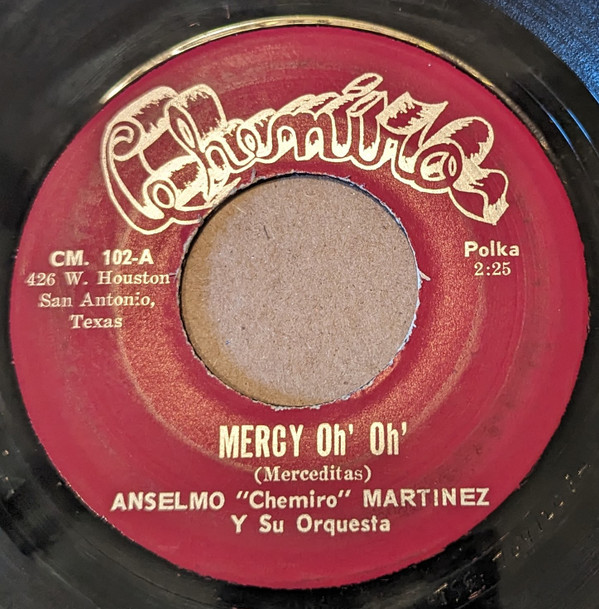 Chemiro
CM. 102-A
426 W. Houston
San Antonio,
Texas
Polka
2:25
MERCY Oh' Oh'
(Merceditas)
ANSELMO "Chemiro" MARTINEZ
Y Su Orquesta